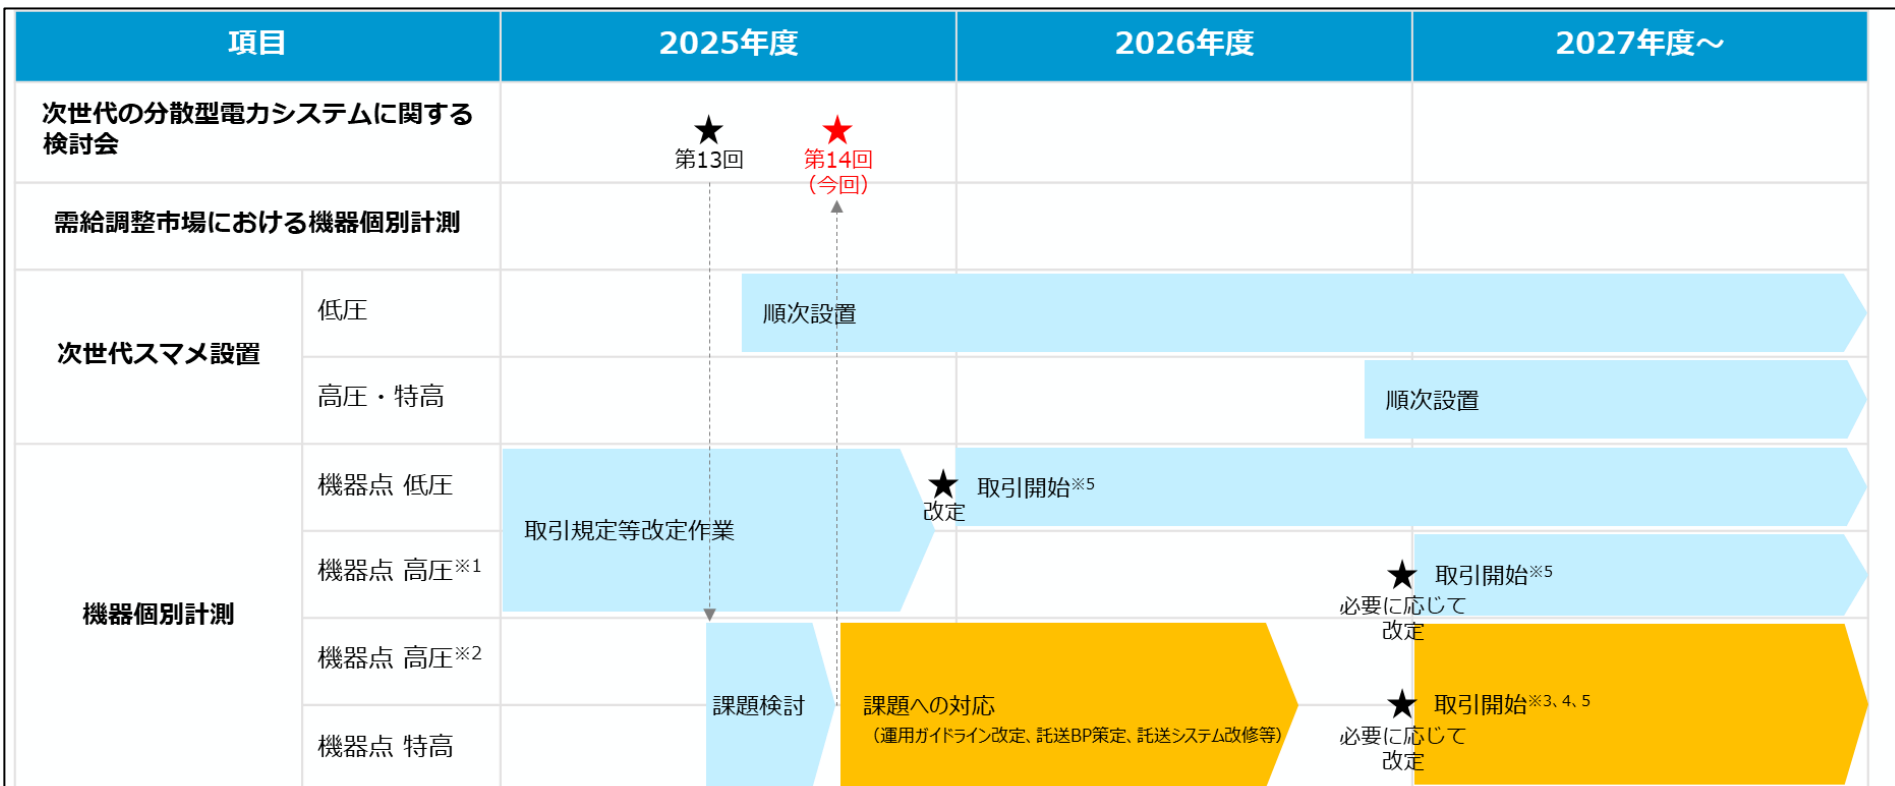 項目
2025年度
2026年度
2027年度～
次世代の分散型電力システムに関する
検討会
★
第13回
★
第14回
（今回）
需給調整市場における機器個別計測
次世代スマメ設置
低圧
順次設置
高圧・特高
順次設置
機器個別計測
機器点 低圧
取引規定等改定作業
★
改定
取引開始※5
機器点 高圧※1
★
必要に応じて
改定
取引開始※5
機器点 高圧※2
機器点 特高
課題検討
課題への対応
（運用ガイドライン改定、託送BP策定、託送システム改修等）
★
必要に応じて
改定
取引開始※3、4、5